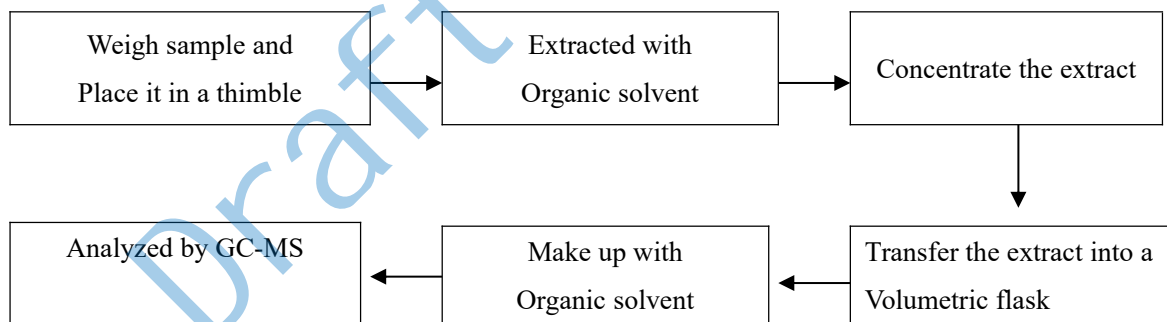 Weigh sample and
Place it in a thimble
Extracted with
Organic solvent
Concentrate the extract
Transfer the extract into a
Volumetric flask
Make up with
Organic solvent
Analyzed by GC-MS
Draft